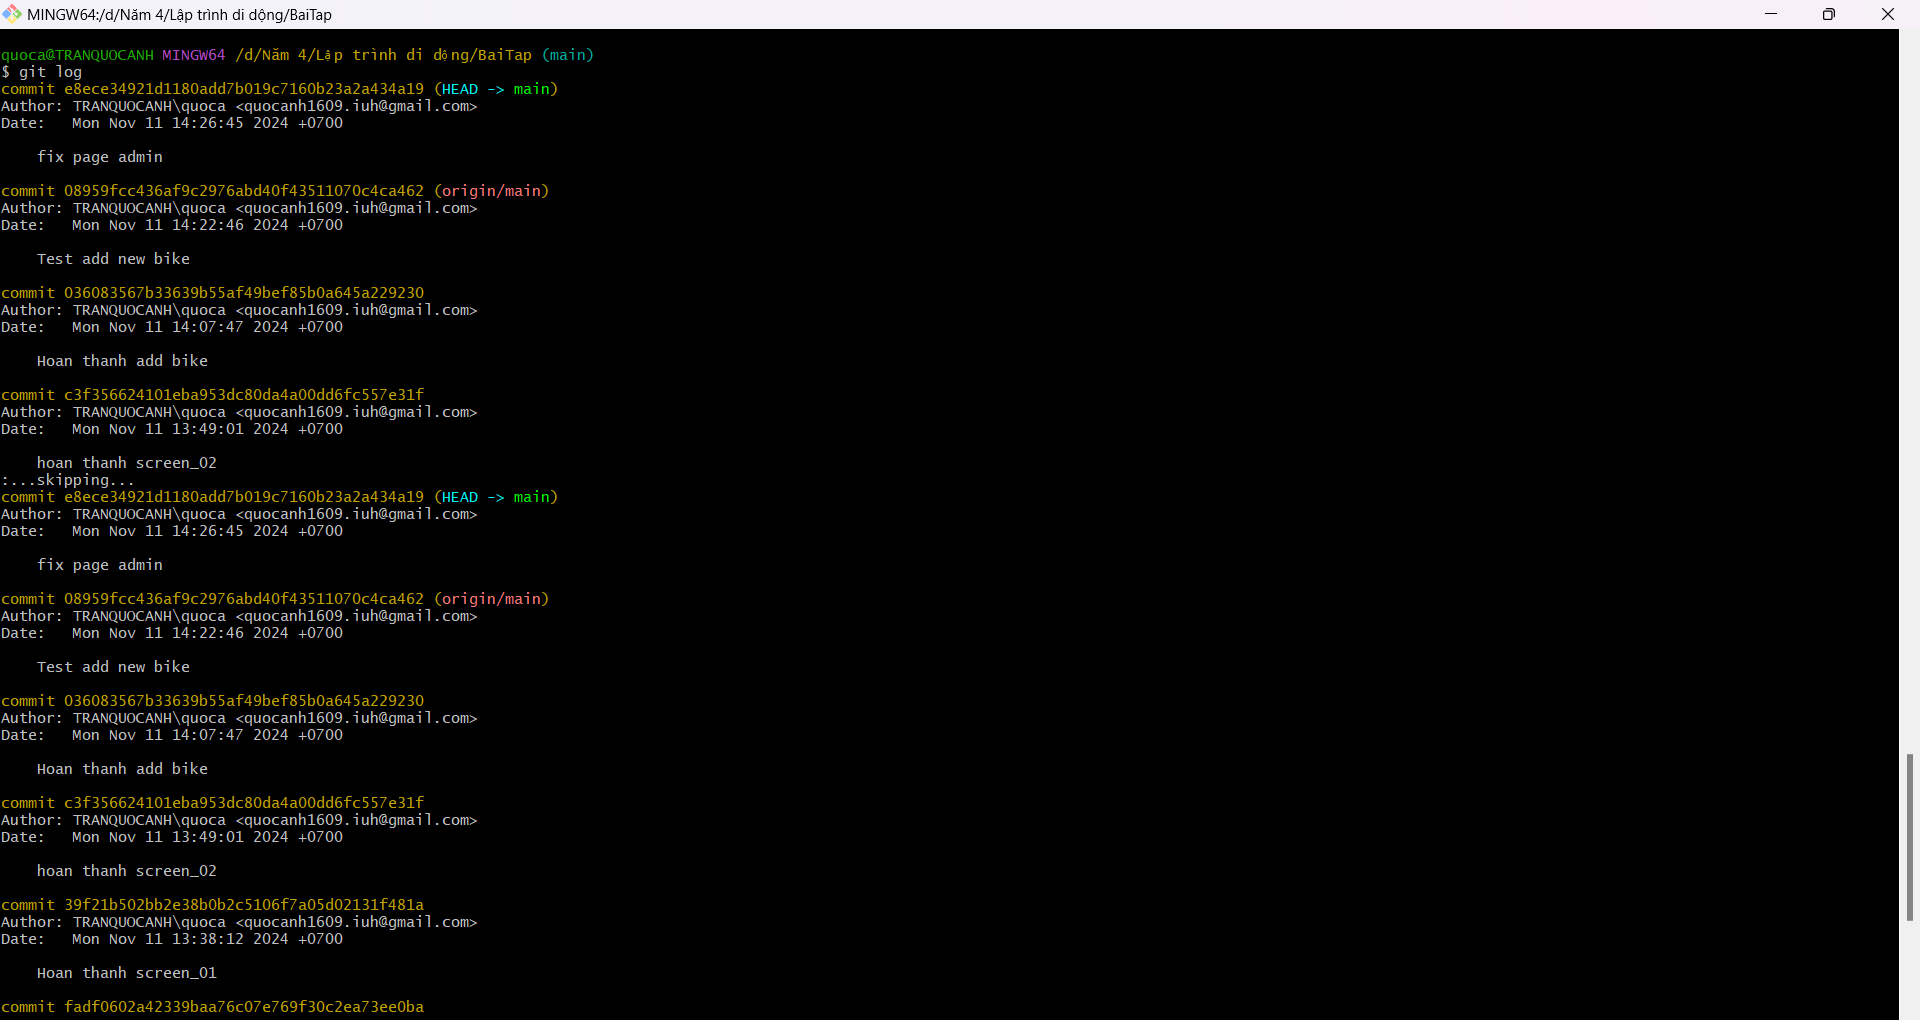 MINGW64:/d/Năm 4/Lập trình di động/BaiTap
quoca@TRANQUOCANH MINGW64 /d/Năm 4/Lập trình di động/BaiTap (main)
$ git log
commit e8ece34921d1180add7b019c7160b23a2a434a19 (HEAD -> main)
Author: TRANQUOCANH\quoca <quocanh1609.iuh@gmail.com>
Date:   Mon Nov 11 14:26:45 2024 +0700
    fix page admin
commit 08959fcc436af9c2976abd40f43511070c4ca462 (origin/main)
Author: TRANQUOCANH\quoca <quocanh1609.iuh@gmail.com>
Date:   Mon Nov 11 14:22:46 2024 +0700
    Test add new bike
commit 036083567b33639b55af49bef85b0a645a229230
Author: TRANQUOCANH\quoca <quocanh1609.iuh@gmail.com>
Date:   Mon Nov 11 14:07:47 2024 +0700
    Hoan thanh add bike
commit c3f356624101eba953dc80da4a00dd6fc557e31f
Author: TRANQUOCANH\quoca <quocanh1609.iuh@gmail.com>
Date:   Mon Nov 11 13:49:01 2024 +0700
    hoan thanh screen_02
:...skipping...
commit e8ece34921d1180add7b019c7160b23a2a434a19 (HEAD -> main)
Author: TRANQUOCANH\quoca <quocanh1609.iuh@gmail.com>
Date:   Mon Nov 11 14:26:45 2024 +0700
    fix page admin
commit 08959fcc436af9c2976abd40f43511070c4ca462 (origin/main)
Author: TRANQUOCANH\quoca <quocanh1609.iuh@gmail.com>
Date:   Mon Nov 11 14:22:46 2024 +0700
    Test add new bike
commit 036083567b33639b55af49bef85b0a645a229230
Author: TRANQUOCANH\quoca <quocanh1609.iuh@gmail.com>
Date:   Mon Nov 11 14:07:47 2024 +0700
    Hoan thanh add bike
commit c3f356624101eba953dc80da4a00dd6fc557e31f
Author: TRANQUOCANH\quoca <quocanh1609.iuh@gmail.com>
Date:   Mon Nov 11 13:49:01 2024 +0700
    hoan thanh screen_02
commit 39f21b502bb2e38b0b2c5106f7a05d02131f481a
Author: TRANQUOCANH\quoca <quocanh1609.iuh@gmail.com>
Date:   Mon Nov 11 13:38:12 2024 +0700
    Hoan thanh screen_01
commit fadf0602a42339baa76c07e769f30c2ea73ee0ba